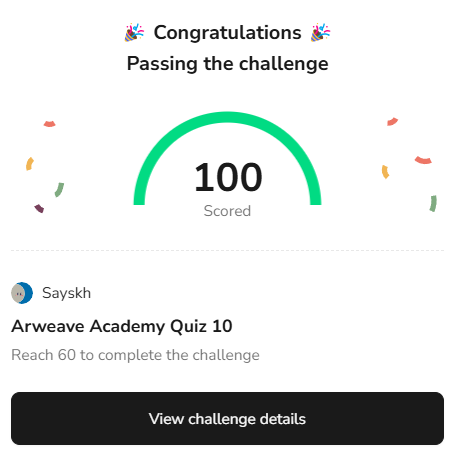 🎉 Congratulations 🎉
Passing the challenge
100
Scored
Sayskh
Arweave Academy Quiz 10
Reach 60 to complete the challenge
View challenge details